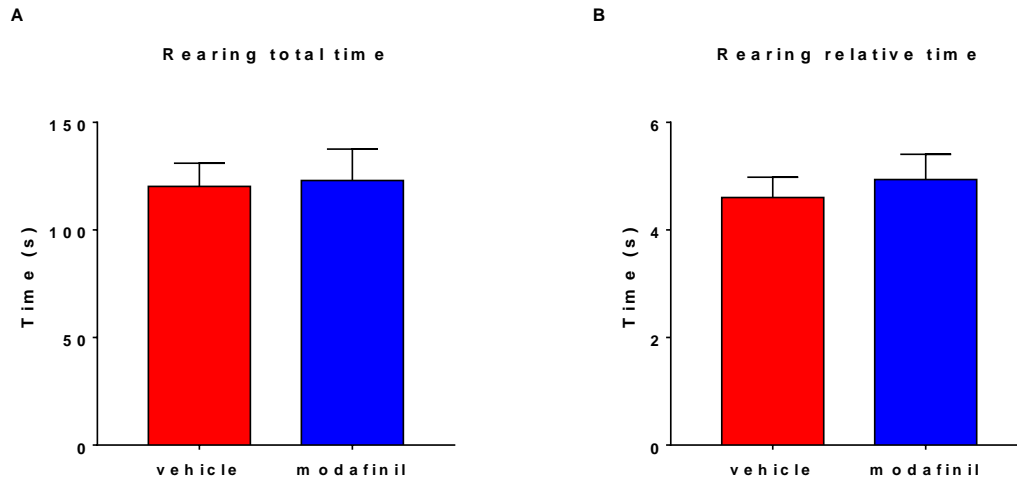 A
Rearing total time
150
100
50
0
Time (s)
vehicle modafinil
B
Rearing relative time
6
4
2
0
Time (s)
vehicle modafinil